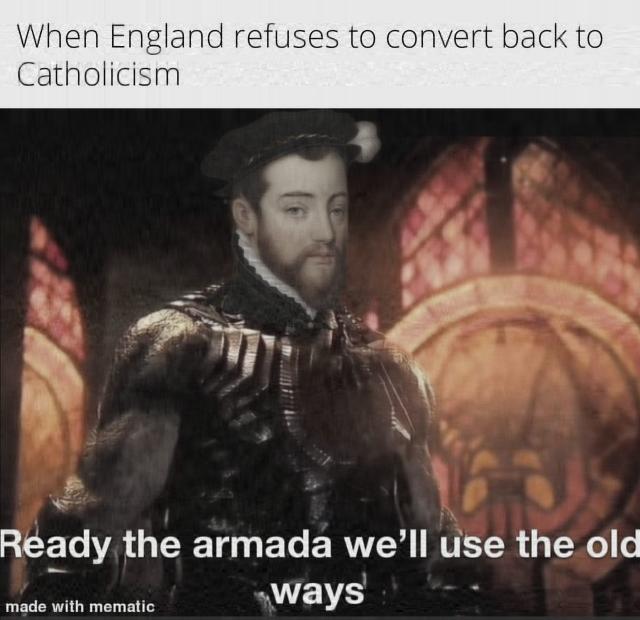 When England refuses to convert back to
Catholicism
Ready the armada we'll use the old
ways
made with mematic